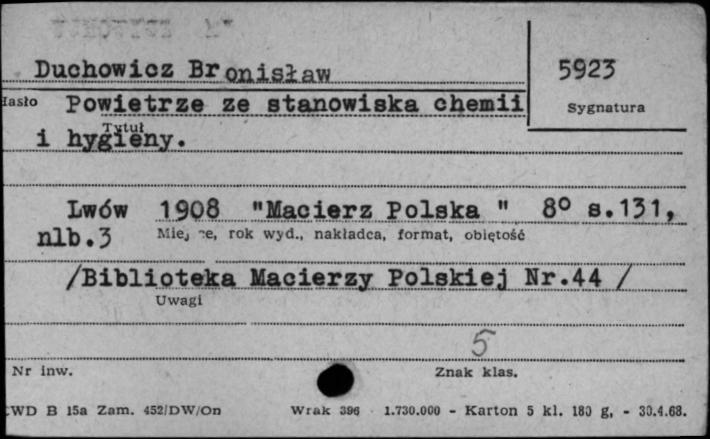 Duchowicz Bronisław
5923
Hasło Powietrze ze stanowiska chemii
Sygnatura
Tytuł
i hygieny.
Lwów 1908 "Macierz Polska " 8° s.131,
nlb.3 Miejsce, rok wyd., nakładca, format, objętość
/Biblioteka Macierzy Polskiej Nr.44 /
Uwagi
5
Nr inw.
Znak klas.
CWD B 15a Zam. 452/DW/On Wrak 396 1.730.000 - Karton 5 kl. 180 g, - 30.4.68.